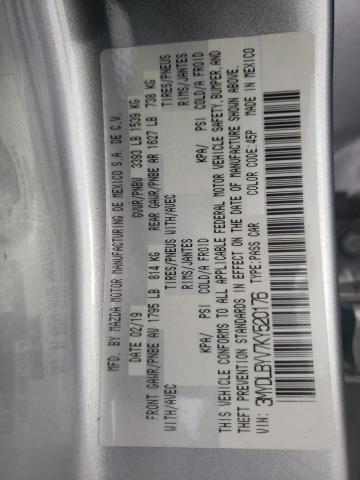 MFD. BY MAZDA MOTOR MANUFACTURING DE MEXICO S.A. DE C.V.
DATE: 02/19 GVWR/PNBV 3393 LB 1539 KG
FRONT GAWR/PNBE AV 1795 LB 814 KG REAR GAWR/PNBE AR 1627 LB 738 KG
WITH/AVEC TIRES/PNEUS WITH/AVEC TIRES/PNEUS
RIMS/JANTES RIMS/JANTES
KPA/ PSI COLD/A FROID KPA/ PSI COLD/A FROID
THIS VEHICLE CONFORMS TO ALL APPLICABLE FEDERAL MOTOR VEHICLE SAFETY, BUMPER, AND
THEFT PREVENTION STANDARDS IN EFFECT ON THE DATE OF MANUFACTURE SHOWN ABOVE.
VIN: 3MYDLBYV7KY520176 TYPE:PASS CAR COLOR CODE:45P MADE IN MEXICO